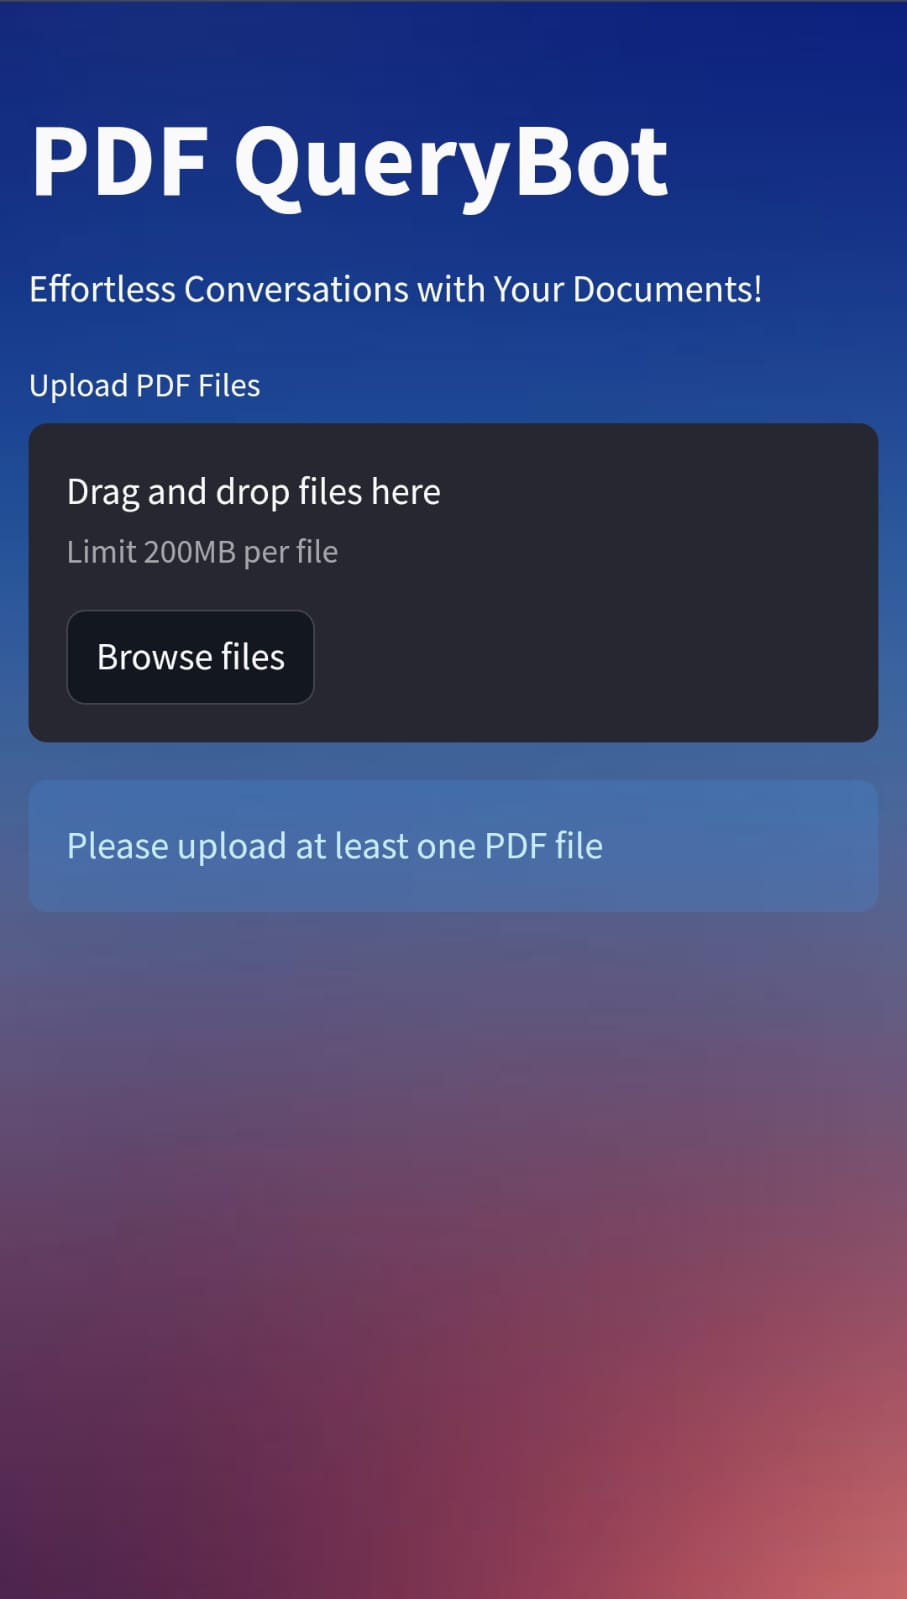 PDF QueryBot
Effortless Conversations with Your Documents!
Upload PDF Files
Drag and drop files here
Limit 200MB per file
Browse files
Please upload at least one PDF file